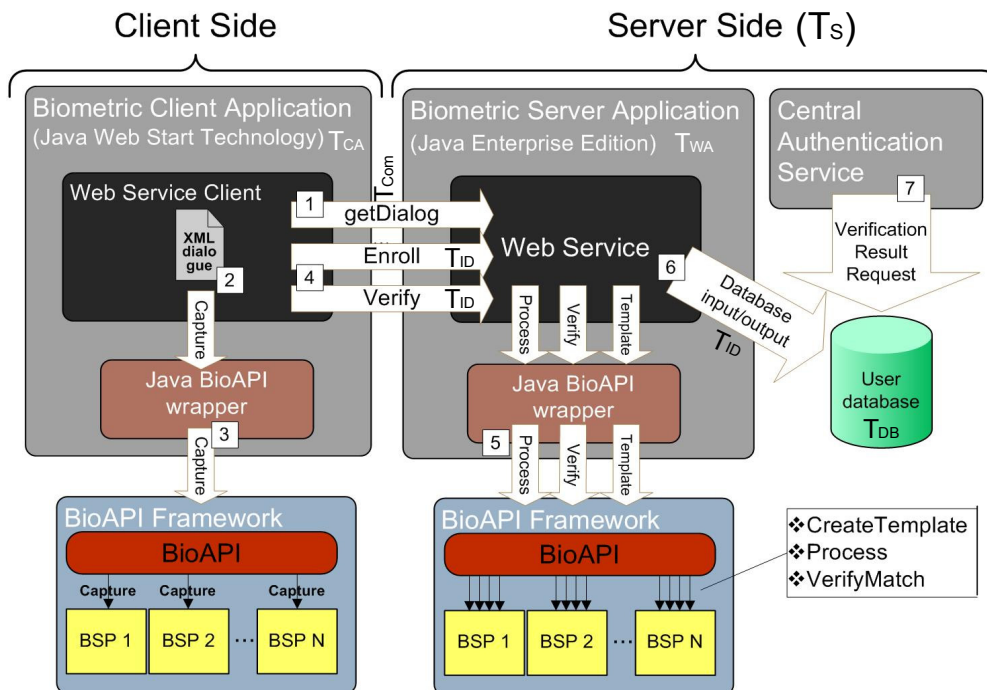 Client Side
Server Side (TS)
Biometric Client Application
(Java Web Start Technology) TCA
Web Service Client
XML
dialo
gue
2
Capture
Java BioAPI
wrapper
3
Capture
BioAPI Framework
BioAPI
Capture
Capture
Capture
BSP 1
BSP 2
...
BSP N
TCom
1
getDialog
...
Enroll TID
4
Verify TID
Biometric Server Application
(Java Enterprise Edition) TWA
Web Service
Process
Verify
Template
Java BioAPI
wrapper
5
Process
Verify
Template
BioAPI Framework
BioAPI
BSP 1
BSP 2
...
BSP N
6
Database
input/output
TID
Central
Authentication
Service
7
Verification
Result
Request
User
database
TDB
❖CreateTemplate
❖Process
❖VerifyMatch